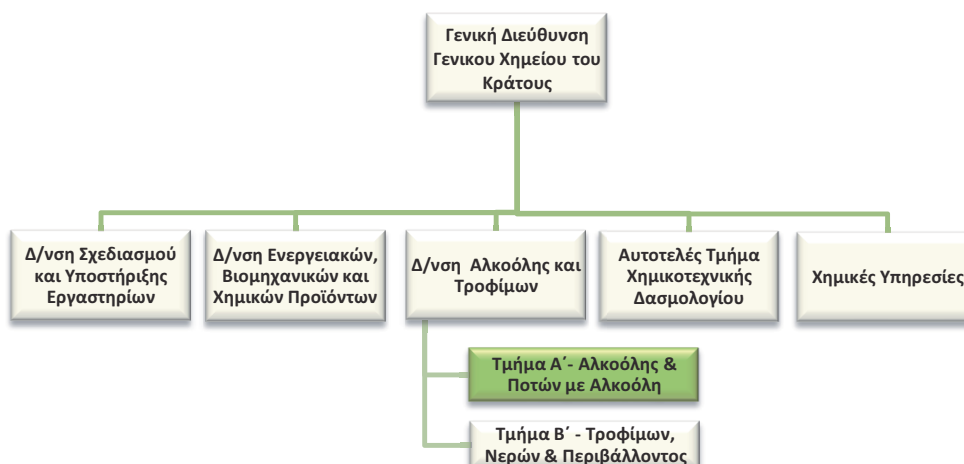 Γενική Διεύθυνση
Γενικου Χημείου του
Κράτους
Δ/νση Σχεδιασμού
και Υποστήριξης
Εργαστηρίων
Δ/νση Ενεργειακών,
Βιομηχανικών και
Χημικών Προϊόντων
Δ/νση Αλκοόλης και
Τροφίμων
Αυτοτελές Τμήμα
Χημικοτεχνικής
Δασμολογίου
Χημικές Υπηρεσίες
Τμήμα Α΄- Αλκοόλης &
Ποτών με Αλκοόλη
Τμήμα Β΄ - Τροφίμων,
Νερών & Περιβάλλοντος